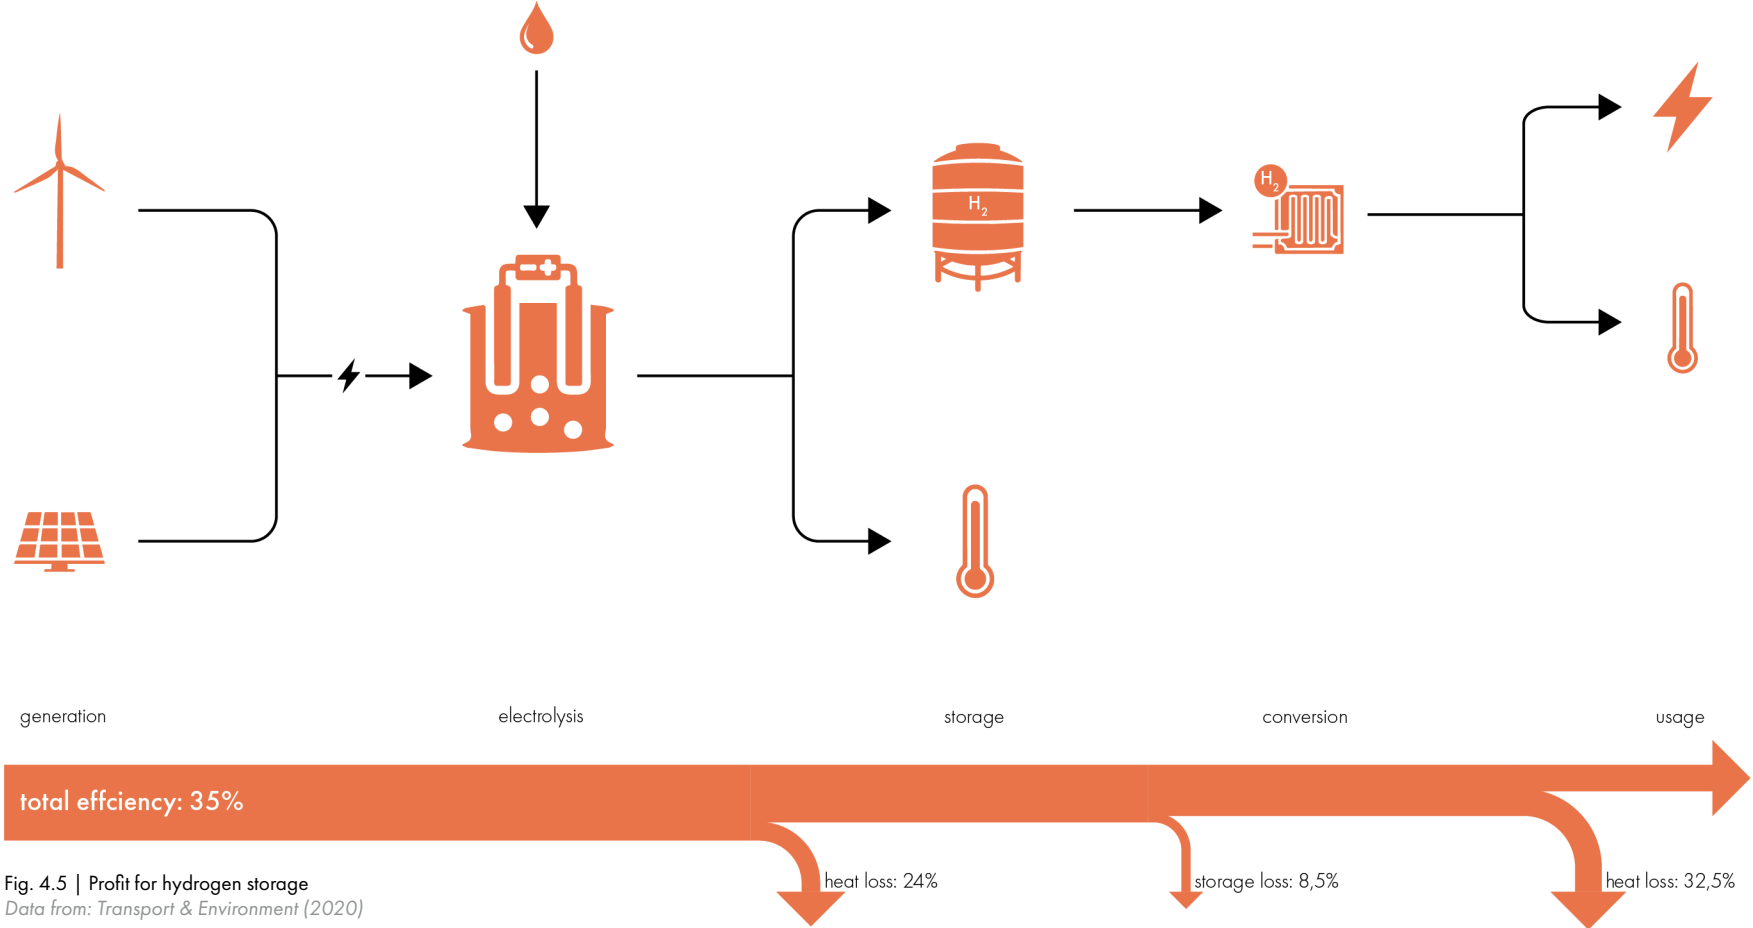 H2
H2
generation
electrolysis
storage
conversion
usage
total effciency: 35%
heat loss: 24%
storage loss: 8,5%
heat loss: 32,5%
Fig. 4.5 | Profit for hydrogen storage
Data from: Transport & Environment (2020)